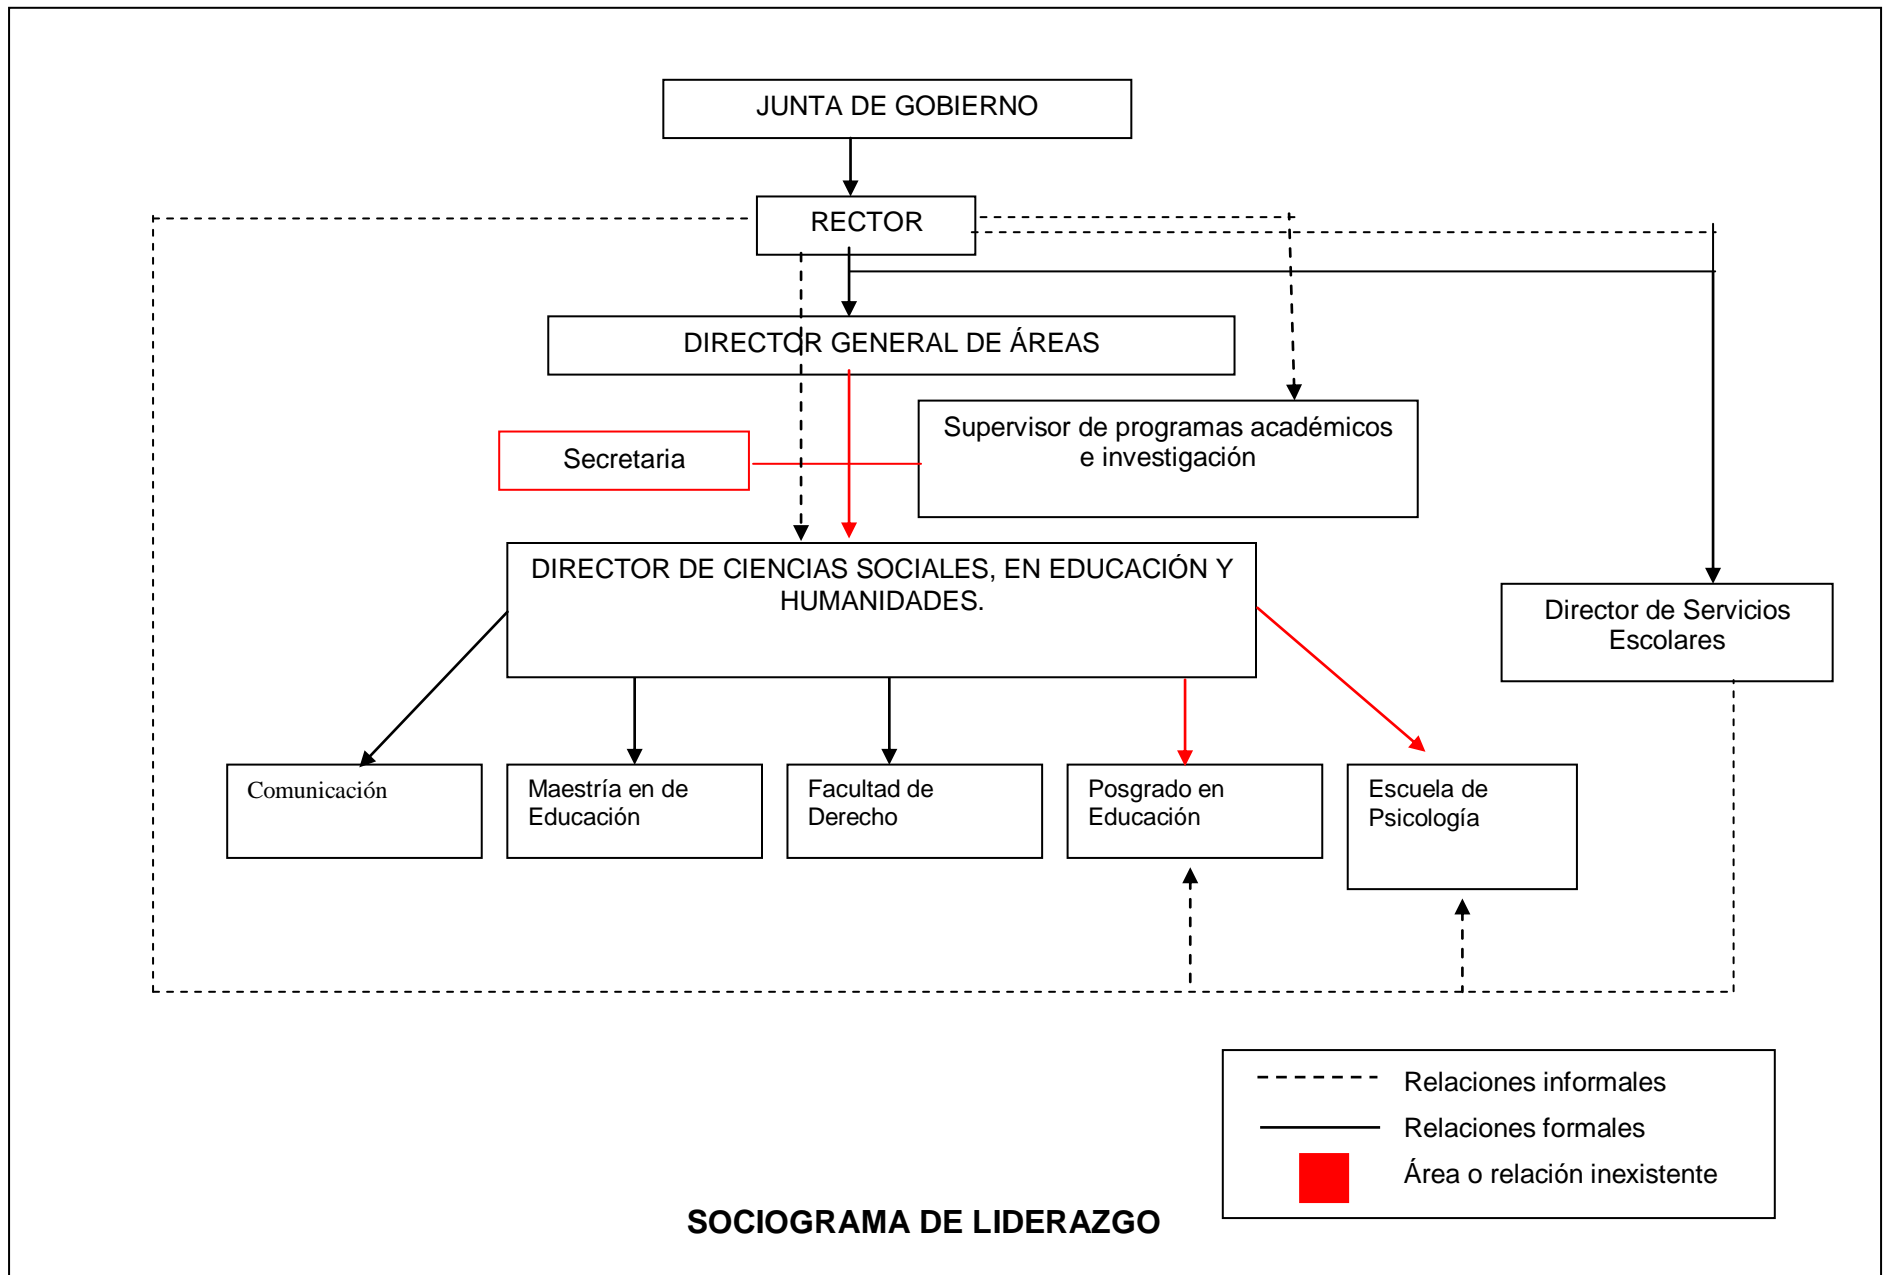 JUNTA DE GOBIERNO
RECTOR
DIRECTOR GENERAL DE ÁREAS
Supervisor de programas académicos
e investigación
Secretaria
DIRECTOR DE CIENCIAS SOCIALES, EN EDUCACIÓN Y
HUMANIDADES.
Director de Servicios
Escolares
Comunicación
Maestría en de
Educación
Facultad de
Derecho
Posgrado en
Educación
Escuela de
Psicología
Relaciones informales
Relaciones formales
Área o relación inexistente
SOCIOGRAMA DE LIDERAZGO